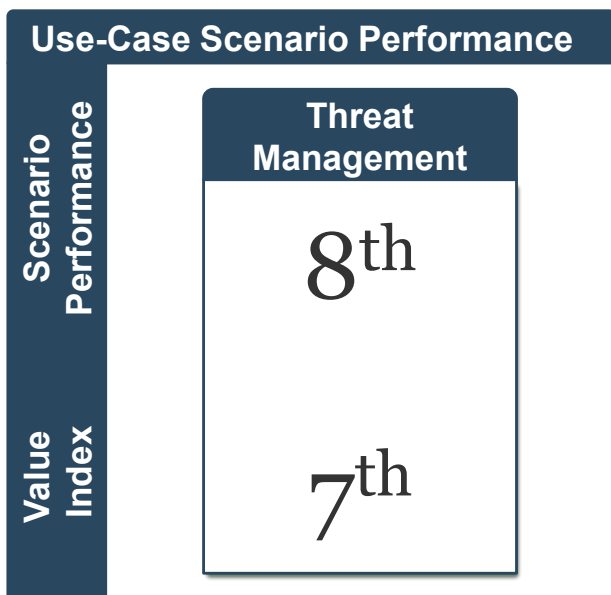 Use-Case Scenario Performance
Scenario
Performance
Threat
Management
8th
Value
Index
7th